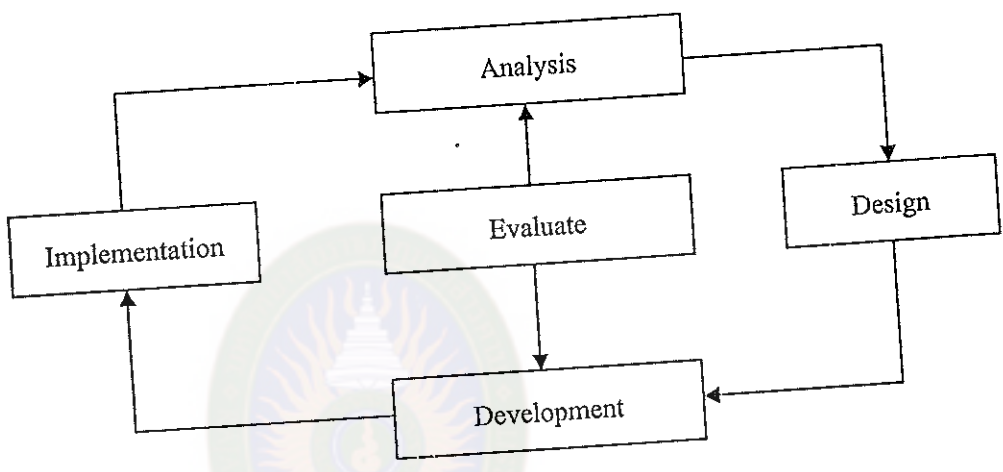 Analysis
Design
Evaluate
Implementation
Development